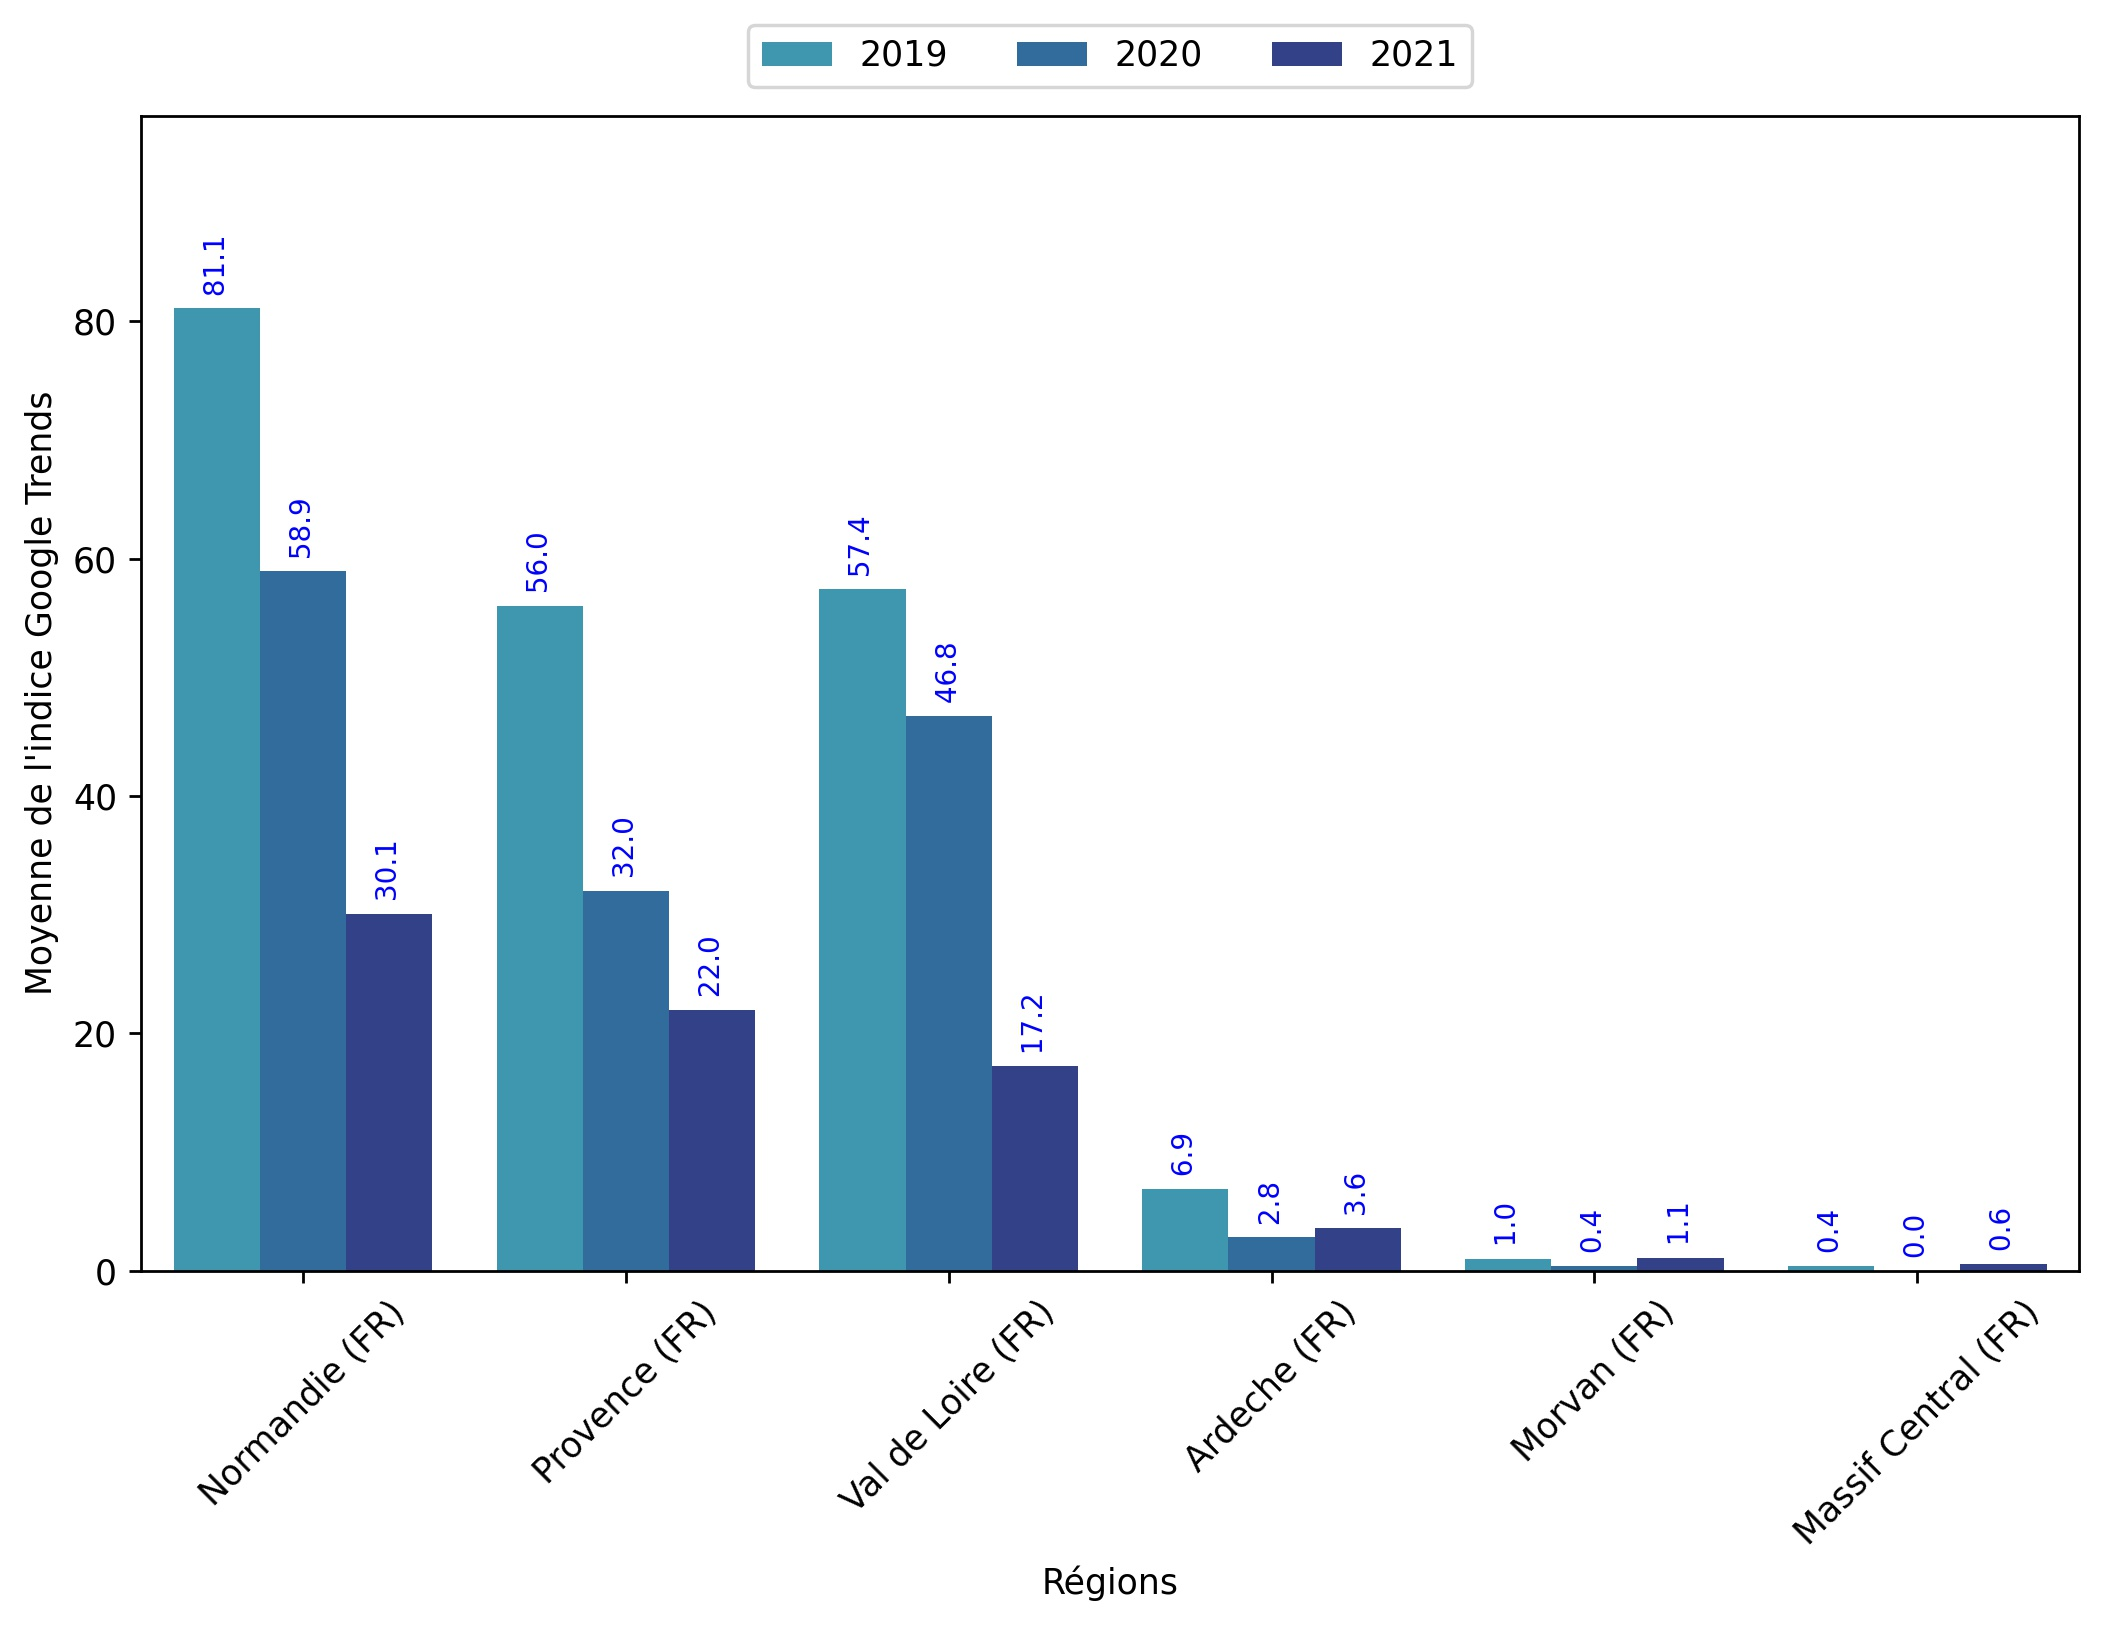 2019 2020 2021
Moyenne de l'indice Google Trends
80
60
40
20
0
81.1
58.9
30.1
56.0
32.0
22.0
57.4
46.8
17.2
6.9
2.8
3.6
1.0
0.4
1.1
0.4
0.0
0.6
Normandie (FR)
Provence (FR)
Val de Loire (FR)
Ardeche (FR)
Morvan (FR)
Massif Central (FR)
Régions